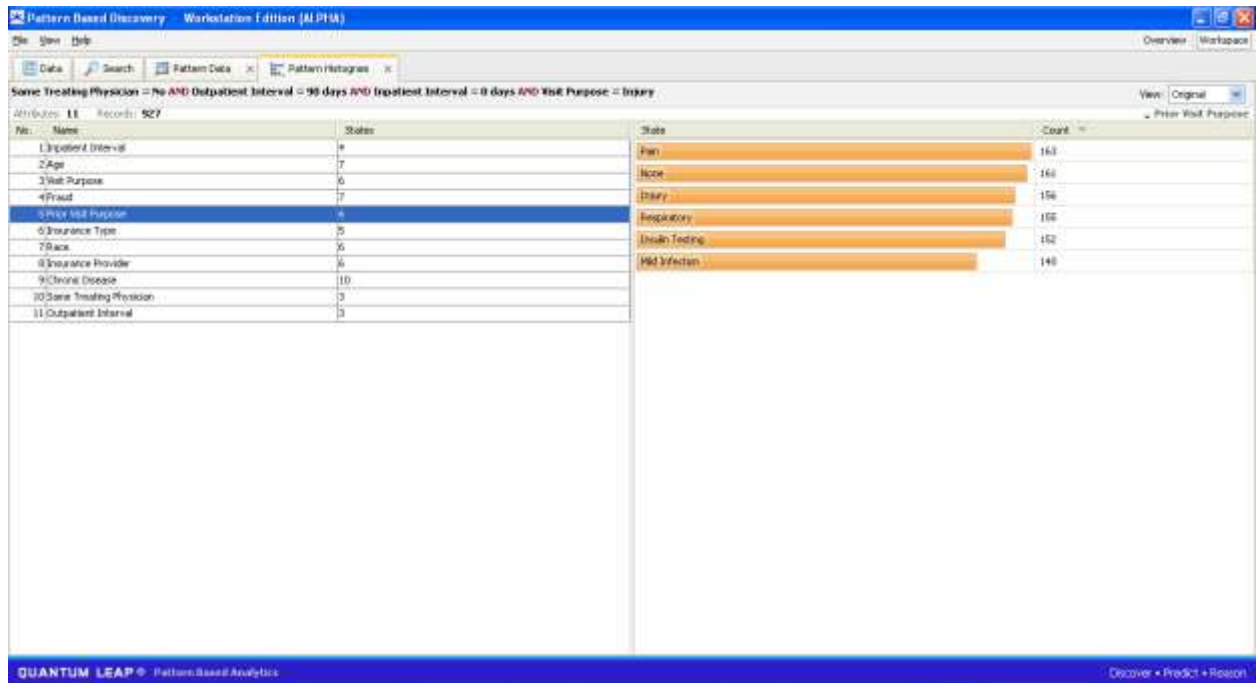 Pattern Based Discovery - Workstation Edition (ALPHA)
File View Help
Overview Workspace
Data Search Pattern Data × Pattern Histogram ×
Same Treating Physician = No AND Outpatient Interval = 90 days AND Inpatient Interval = 0 days AND Visit Purpose = Injury
View: Original
Attributes: 11 Records: 927
Prior Visit Purpose
No. Name States
State Count
1 Inpatient Interval 4
2 Age 7
3 Visit Purpose 6
4 Fraud 7
5 Prior Visit Purpose 6
6 Insurance Type 5
7 Race 6
8 Insurance Provider 6
9 Chronic Disease 10
10 Same Treating Physician 3
11 Outpatient Interval 3
Pain 163
None 161
Injury 156
Respiratory 155
Insulin Testing 152
Mild Infection 140
QUANTUM LEAP® Pattern Based Analytics
Discover • Predict • Reason